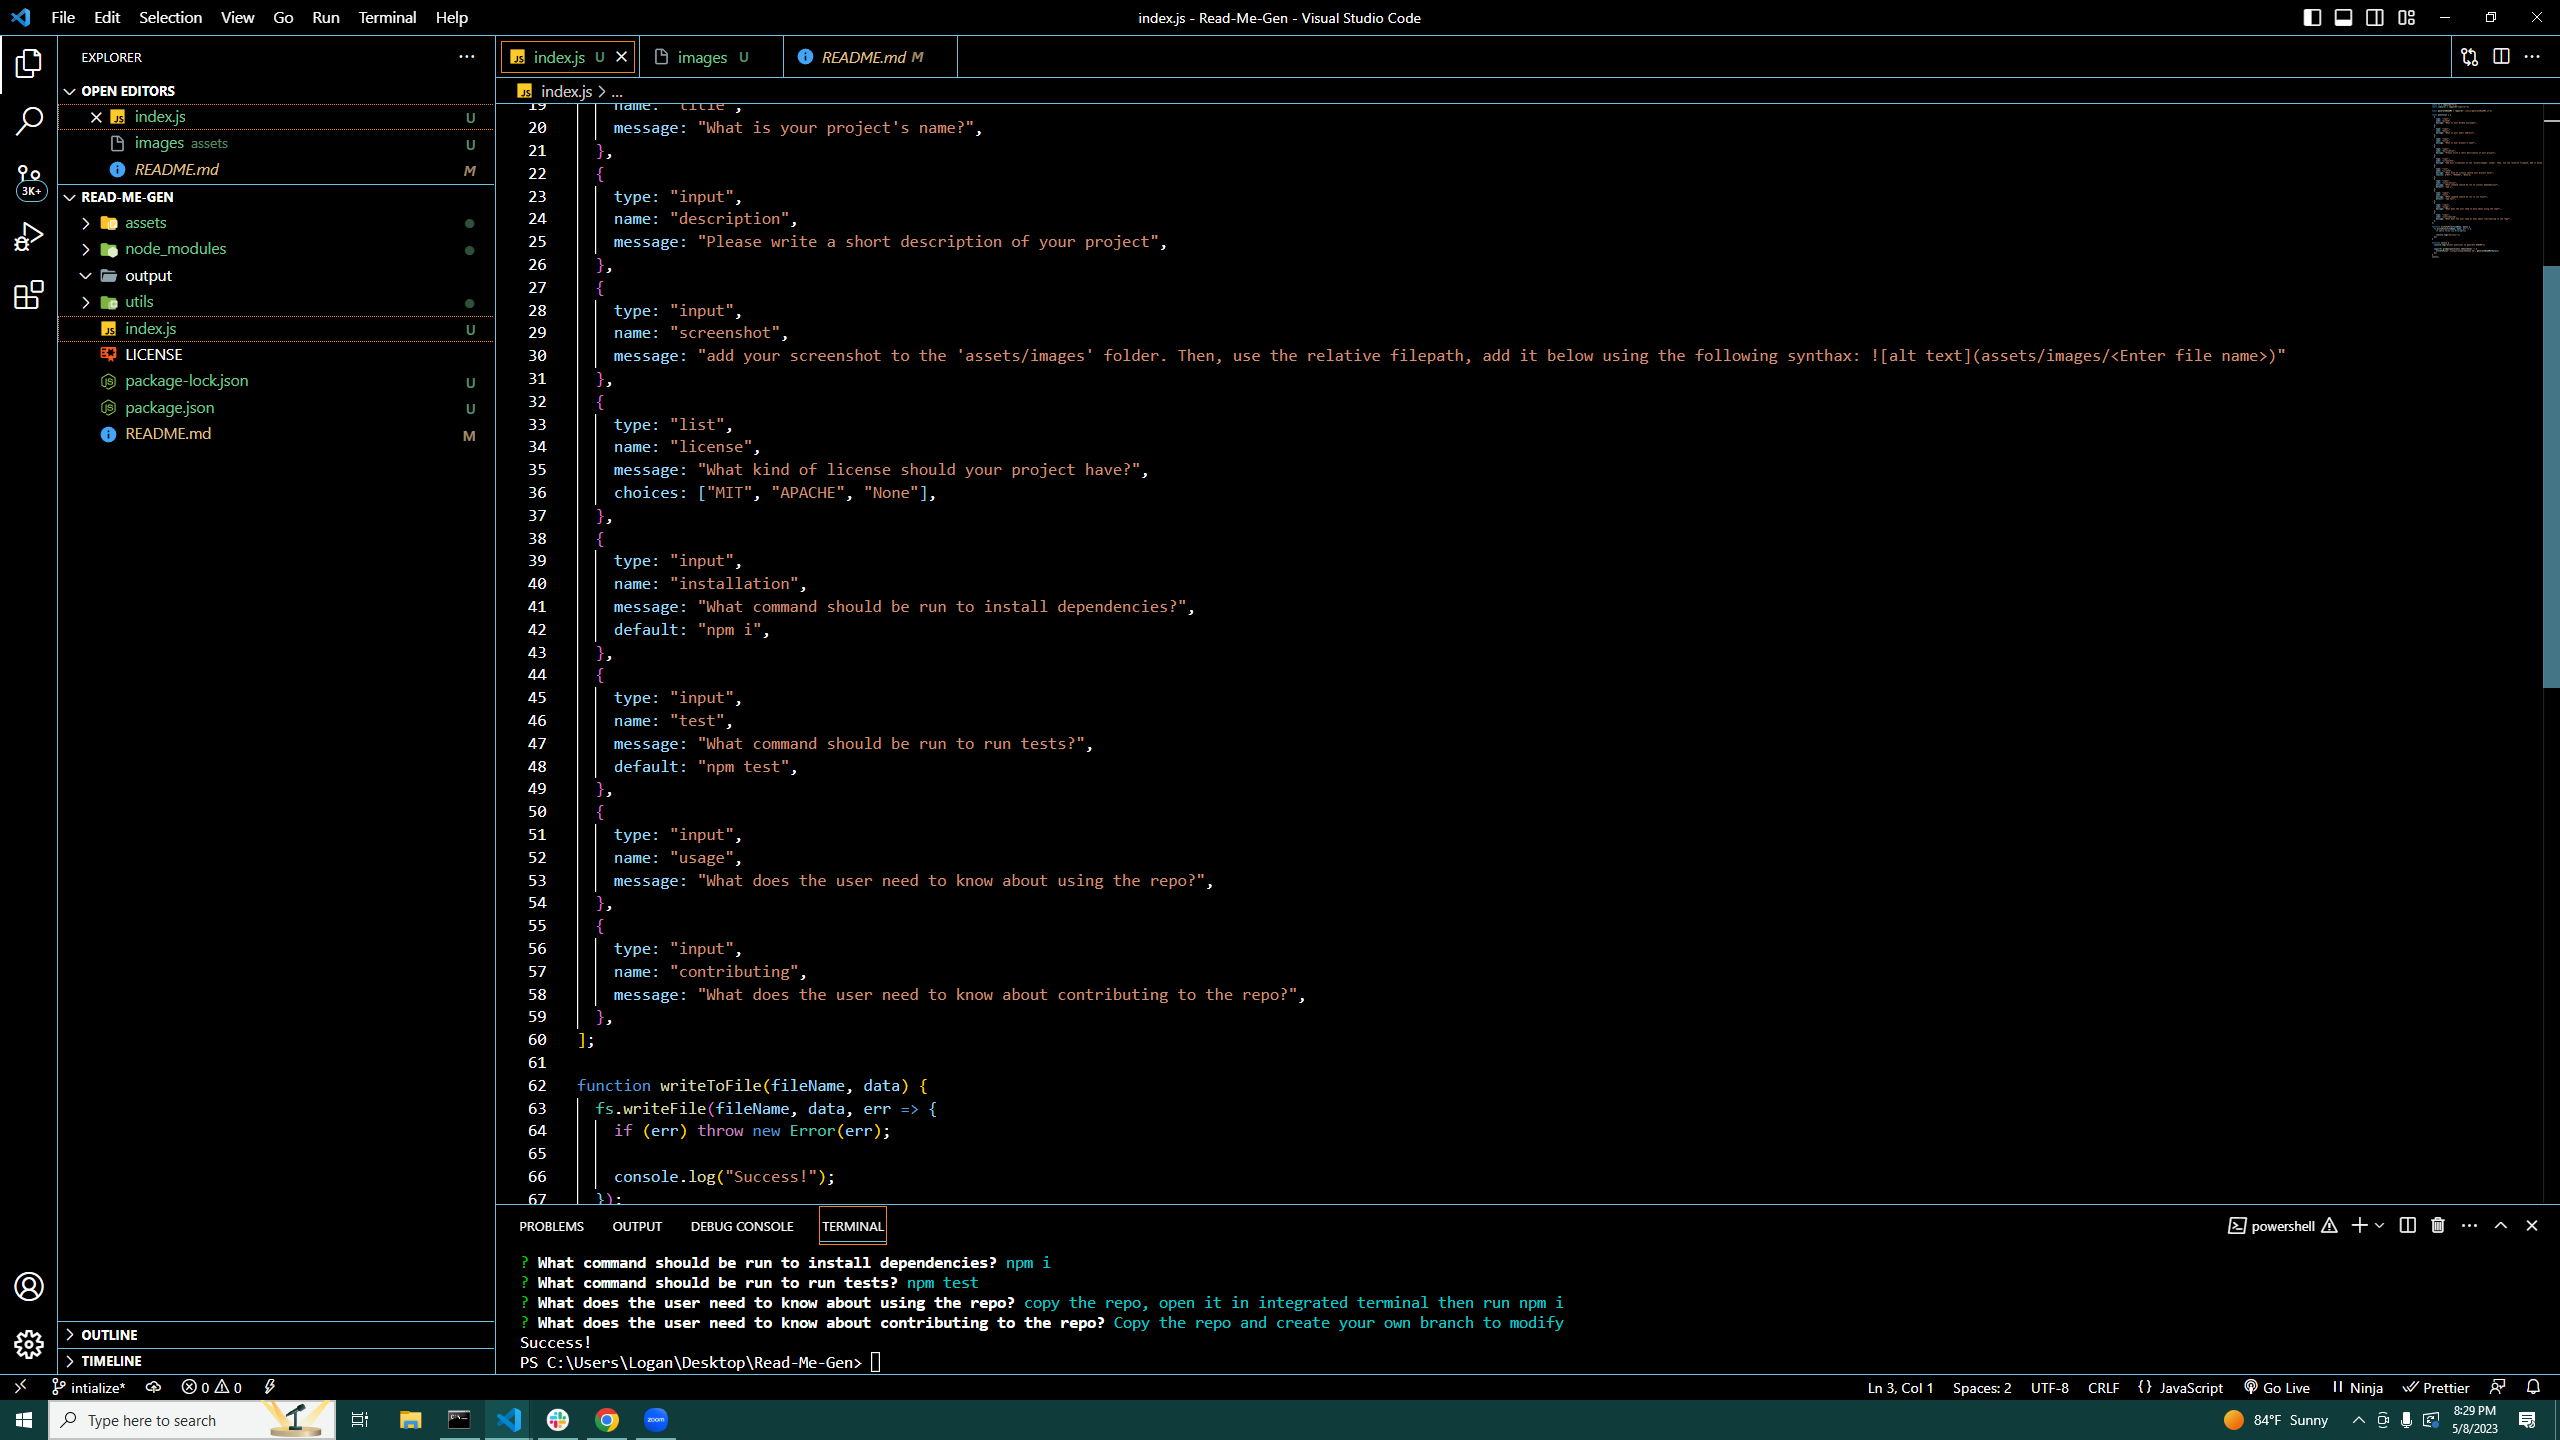 File Edit Selection View Go Run Terminal Help
index.js - Read-Me-Gen - Visual Studio Code
EXPLORER
OPEN EDITORS
index.js U
images assets U
README.md M
3K+
READ-ME-GEN
assets
node_modules
output
utils
index.js U
LICENSE
package-lock.json U
package.json U
README.md M
OUTLINE
TIMELINE
index.js U
images U
README.md M
index.js > ...
19 name: "title",
20 message: "What is your project's name?",
21 },
22 {
23 type: "input",
24 name: "description",
25 message: "Please write a short description of your project",
26 },
27 {
28 type: "input",
29 name: "screenshot",
30 message: "add your screenshot to the 'assets/images' folder. Then, use the relative filepath, add it below using the following synthax: ![alt text](assets/images/<Enter file name>)"
31 },
32 {
33 type: "list",
34 name: "license",
35 message: "What kind of license should your project have?",
36 choices: ["MIT", "APACHE", "None"],
37 },
38 {
39 type: "input",
40 name: "installation",
41 message: "What command should be run to install dependencies?",
42 default: "npm i",
43 },
44 {
45 type: "input",
46 name: "test",
47 message: "What command should be run to run tests?",
48 default: "npm test",
49 },
50 {
51 type: "input",
52 name: "usage",
53 message: "What does the user need to know about using the repo?",
54 },
55 {
56 type: "input",
57 name: "contributing",
58 message: "What does the user need to know about contributing to the repo?",
59 },
60 ];
61
62 function writeToFile(fileName, data) {
63 fs.writeFile(fileName, data, err => {
64 if (err) throw new Error(err);
65
66 console.log("Success!");
67 });
PROBLEMS OUTPUT DEBUG CONSOLE TERMINAL
powershell
? What command should be run to install dependencies? npm i
? What command should be run to run tests? npm test
? What does the user need to know about using the repo? copy the repo, open it in integrated terminal then run npm i
? What does the user need to know about contributing to the repo? Copy the repo and create your own branch to modify
Success!
PS C:\Users\Logan\Desktop\Read-Me-Gen>
intialize* 0 0
Ln 3, Col 1 Spaces: 2 UTF-8 CRLF {} JavaScript Go Live Ninja Prettier
Type here to search
zoom
84°F Sunny
8:29 PM
5/8/2023